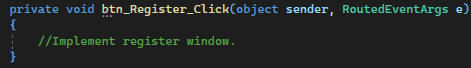 private void btn_Register_Click(object sender, RoutedEventArgs e)
{
//Implement register window.
}